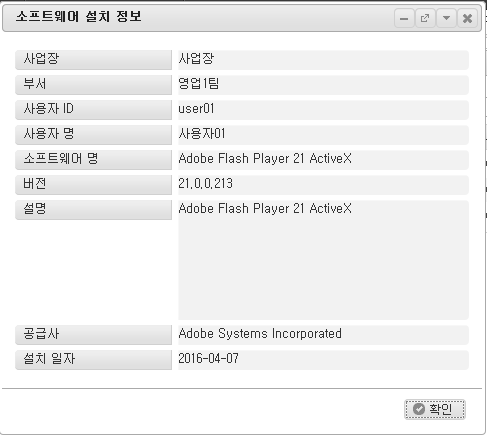 소프트웨어 설치 정보
사업장 사업장
부서 영업1팀
사용자 ID user01
사용자 명 사용자01
소프트웨어 명 Adobe Flash Player 21 ActiveX
버전 21,0,0,213
설명 Adobe Flash Player 21 ActiveX
공급사 Adobe Systems Incorporated
설치 일자 2016-04-07
확인